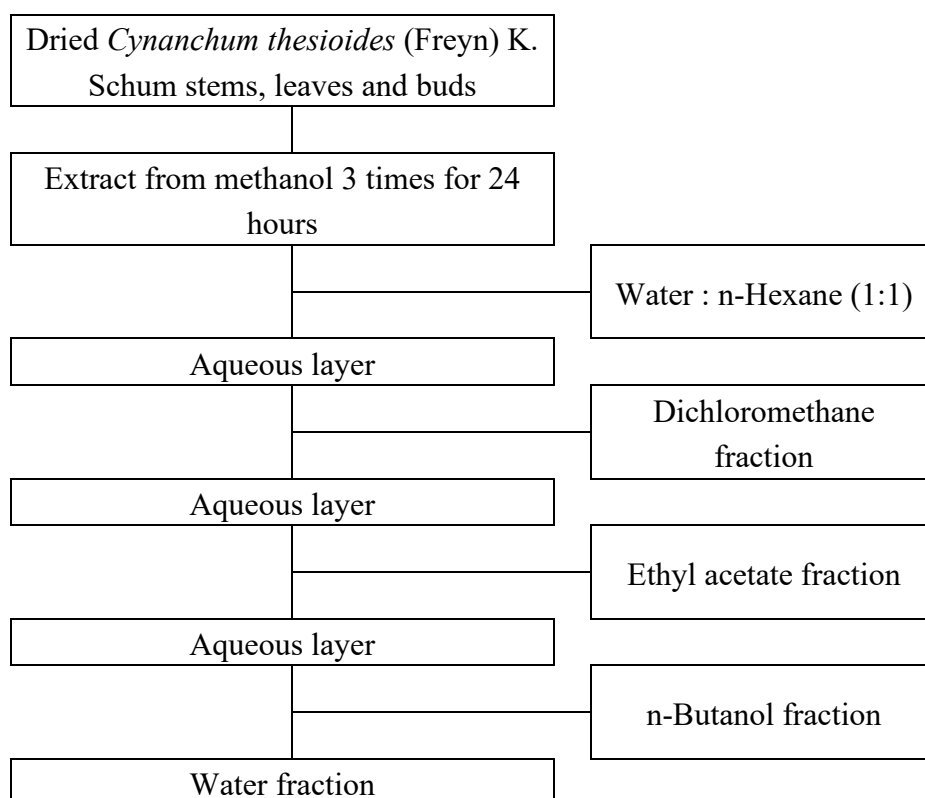 Dried Cynanchum thesioides (Freyn) K.
Schum stems, leaves and buds
Extract from methanol 3 times for 24
hours
Water : n-Hexane (1:1)
Aqueous layer
Dichloromethane
fraction
Aqueous layer
Ethyl acetate fraction
Aqueous layer
n-Butanol fraction
Water fraction